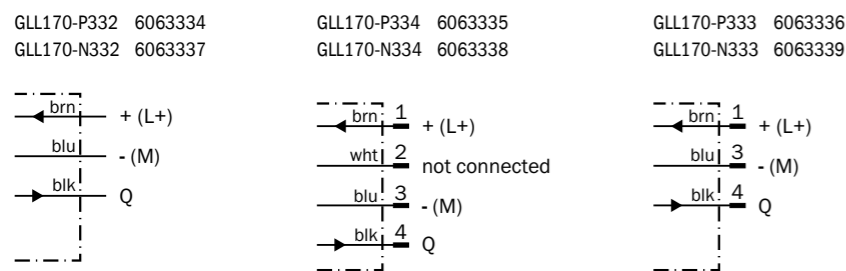 GLL170-P332 6063334
GLL170-N332 6063337
brn + (L+)
blu - (M)
blk Q
GLL170-P334 6063335
GLL170-N334 6063338
brn 1 + (L+)
wht 2 not connected
blu 3 - (M)
blk 4 Q
GLL170-P333 6063336
GLL170-N333 6063339
brn 1 + (L+)
blu 3 - (M)
blk 4 Q